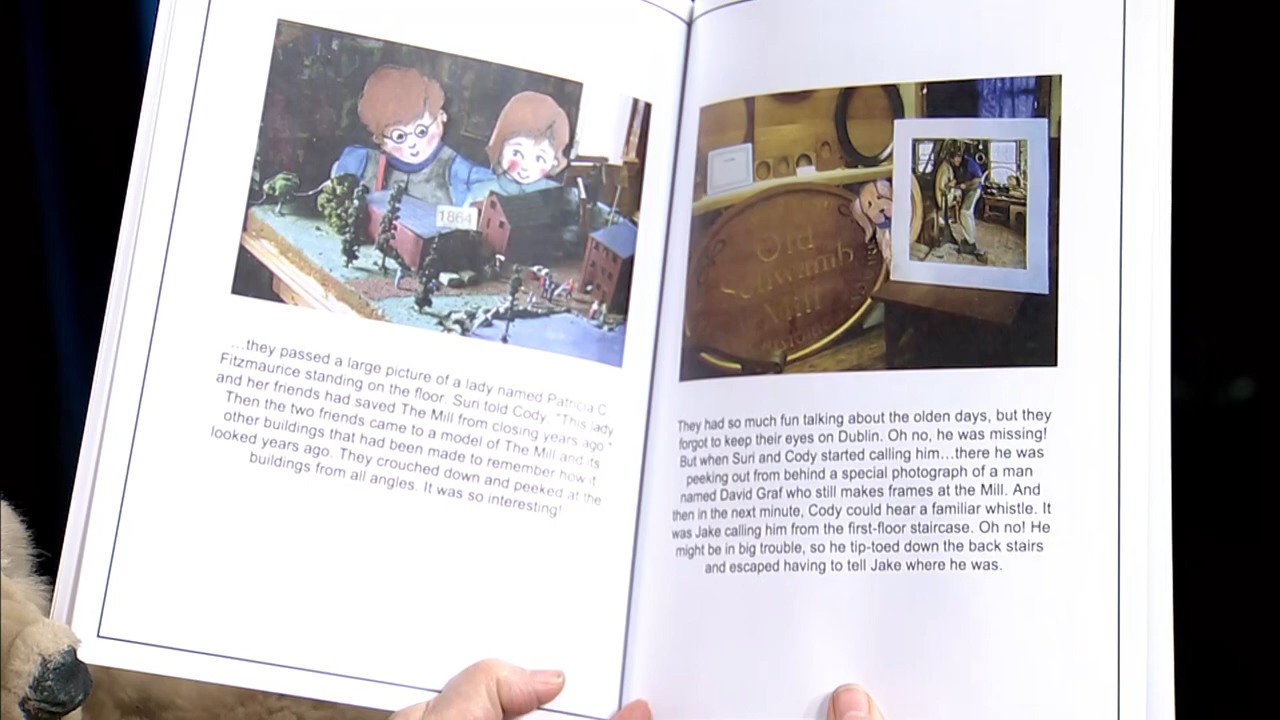 1864
...they passed a large picture of a lady named Patricia C.
Fitzmaurice standing on the floor. Suri told Cody, "This lady
and her friends had saved The Mill from closing years ago."
Then the two friends came to a model of The Mill and its
other buildings that had been made to remember how it
looked years ago. They crouched down and peeked at the
buildings from all angles. It was so interesting!
Old
Schwamb
Mill
They had so much fun talking about the olden days, but they
forgot to keep their eyes on Dublin. Oh no, he was missing!
But when Suri and Cody started calling him...there he was
peeking out from behind a special photograph of a man
named David Graf who still makes frames at the Mill. And
then in the next minute, Cody could hear a familiar whistle. It
was Jake calling him from the first-floor staircase. Oh no! He
might be in big trouble, so he tip-toed down the back stairs
and escaped having to tell Jake where he was.